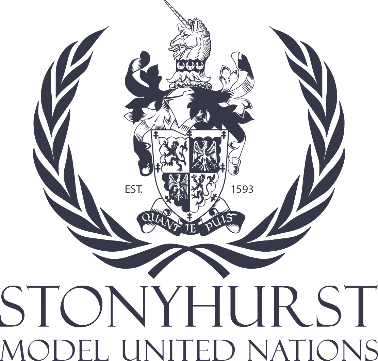 EST. 1593
QUANT JE PUIS
STONYHURST
MODEL UNITED NATIONS